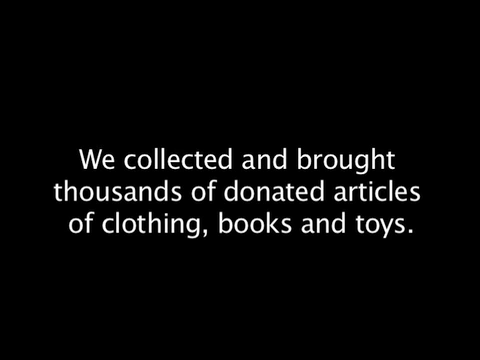 We collected and brought
thousands of donated articles
of clothing, books and toys.